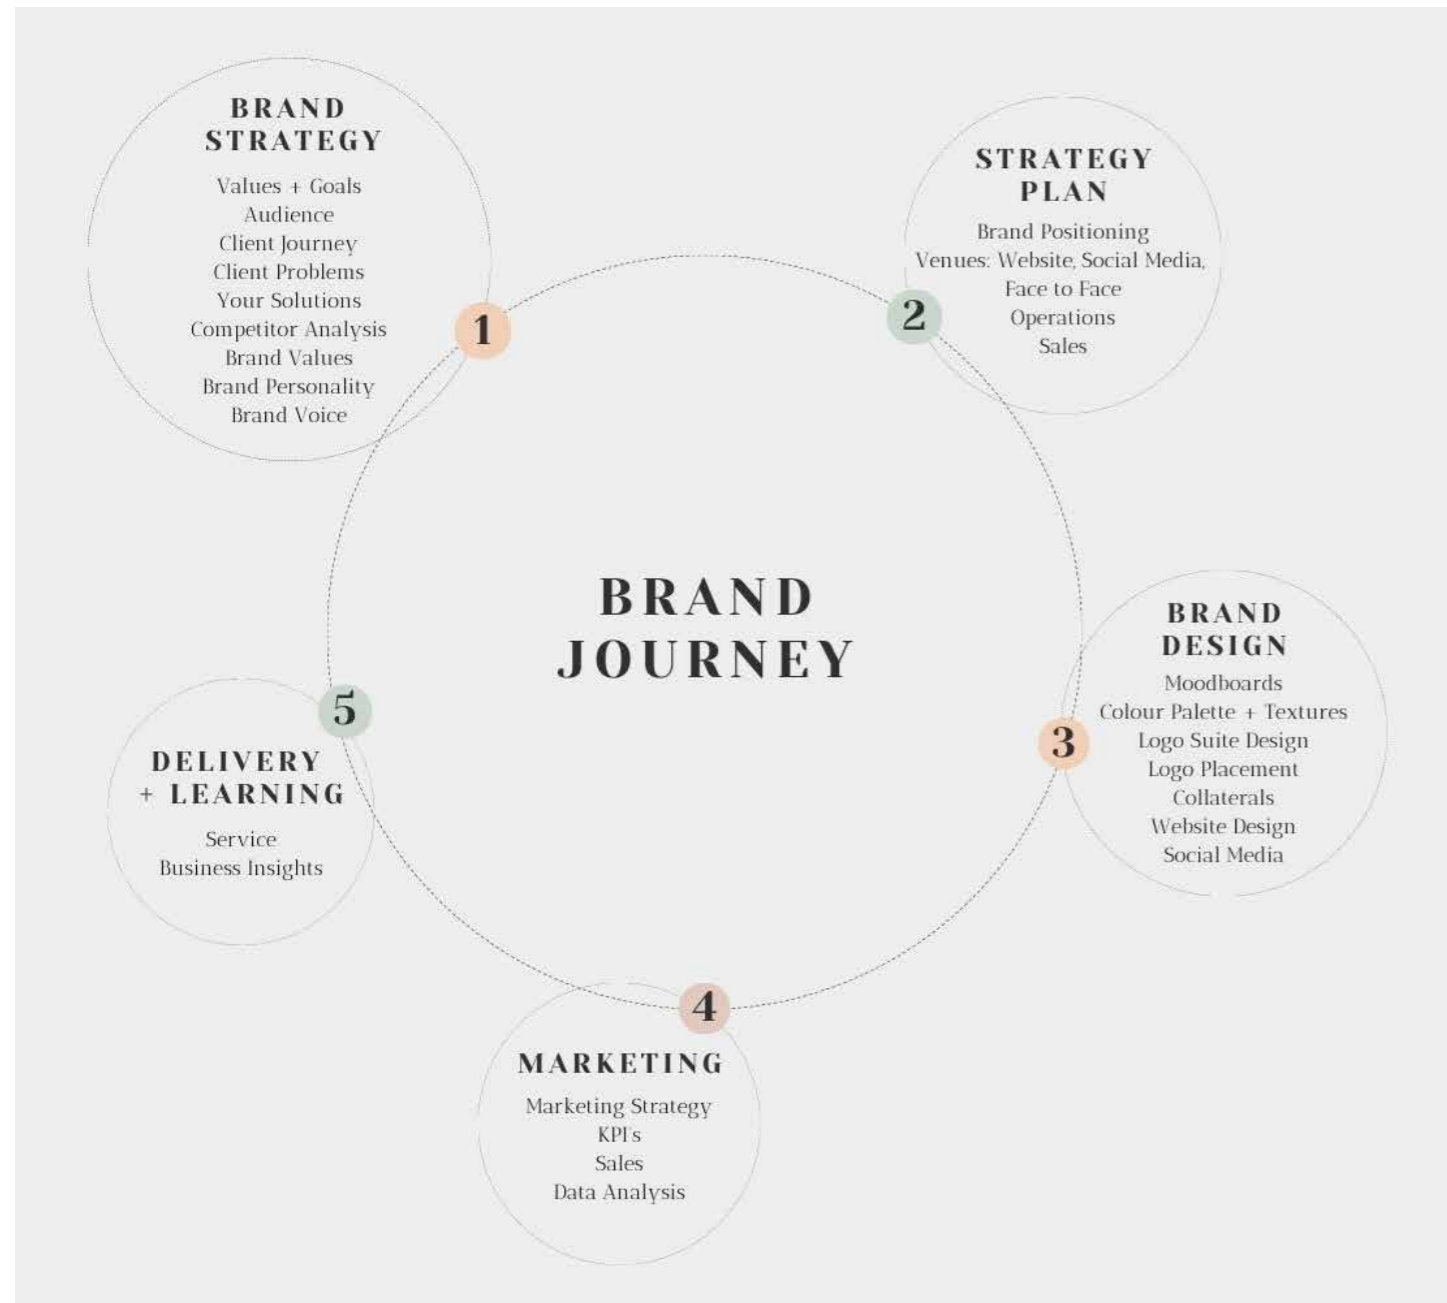 BRAND
STRATEGY
Values + Goals
Audience
Client Journey
Client Problems
Your Solutions
Competitor Analysis
Brand Values
Brand Personality
Brand Voice
1
STRATEGY
PLAN
Brand Positioning
Venues: Website, Social Media,
Face to Face
Operations
Sales
2
BRAND
JOURNEY
BRAND
DESIGN
Moodboards
Colour Palette + Textures
Logo Suite Design
Logo Placement
Collaterals
Website Design
Social Media
3
4
MARKETING
Marketing Strategy
KPI's
Sales
Data Analysis
5
DELIVERY
+ LEARNING
Service
Business Insights